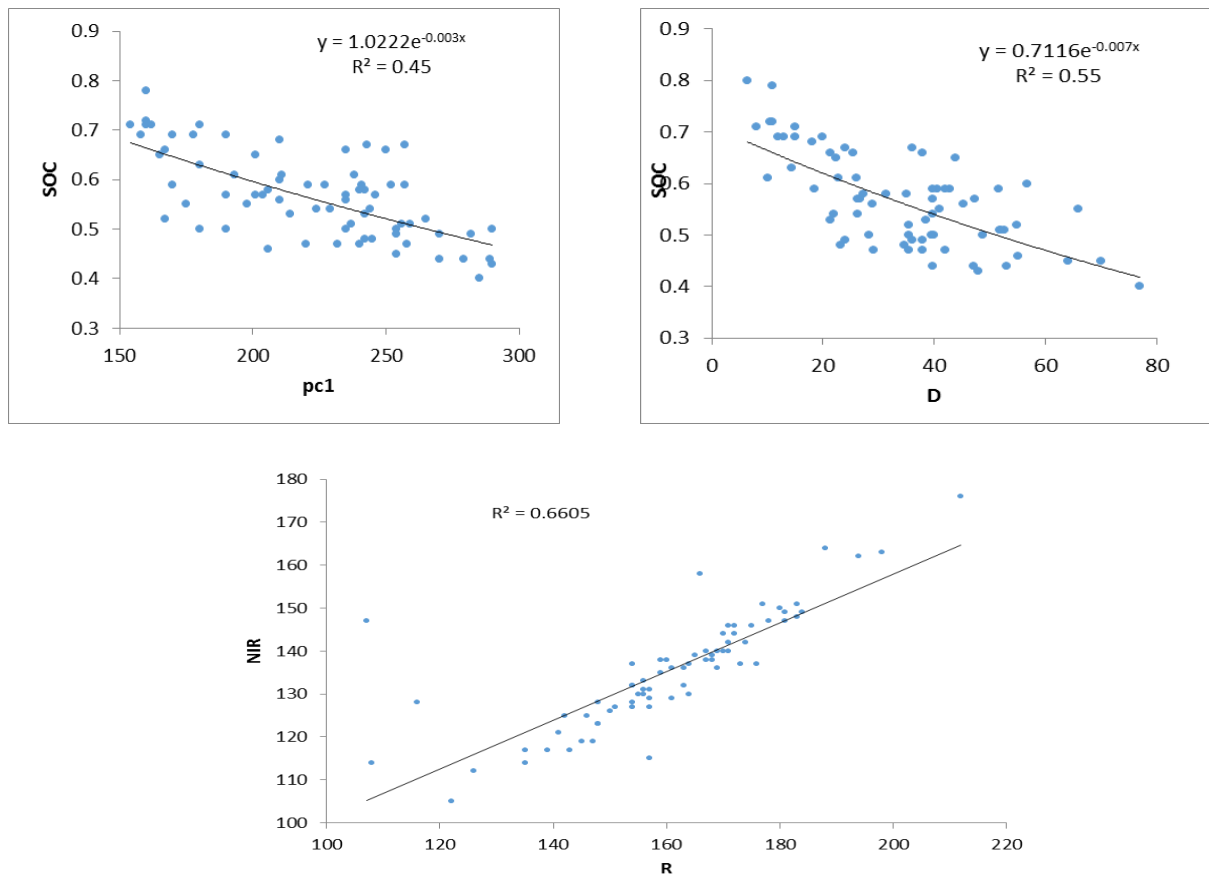 0.9
y = 1.0222e^-0.003x
R² = 0.45
0.8
0.7
SOC
0.6
0.5
0.4
0.3
150 200 250 300
pc1
0.9
y = 0.7116e^-0.007x
R² = 0.55
0.8
0.7
SOC
0.6
0.5
0.4
0.3
0 20 40 60 80
D
180
R² = 0.6605
170
160
150
NIR
140
130
120
110
100
100 120 140 160 180 200 220
R